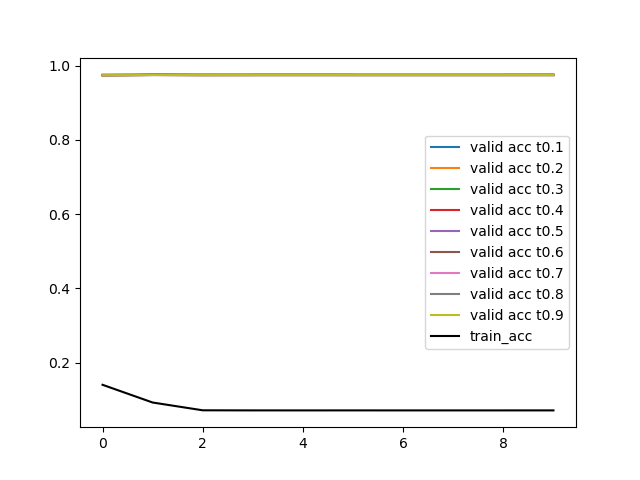 1.0
0.8
0.6
0.4
0.2
0 2 4 6 8
valid acc t0.1
valid acc t0.2
valid acc t0.3
valid acc t0.4
valid acc t0.5
valid acc t0.6
valid acc t0.7
valid acc t0.8
valid acc t0.9
train_acc